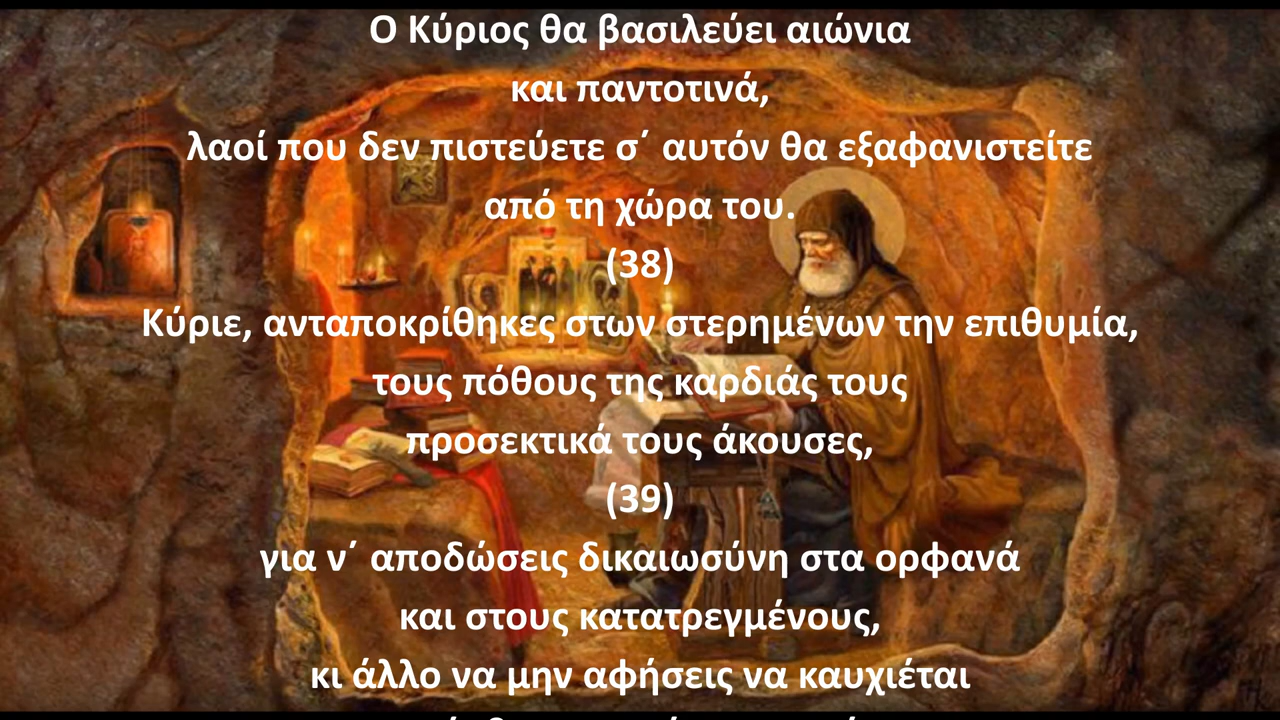 Ο Κύριος θα βασιλεύει αιώνια
και παντοτινά,
λαοί που δεν πιστεύετε σ΄ αυτόν θα εξαφανιστείτε
από τη χώρα του.
(38)
Κύριε, ανταποκρίθηκες στων στερημένων την επιθυμία,
τους πόθους της καρδιάς τους
προσεκτικά τους άκουσες,
(39)
για ν΄ αποδώσεις δικαιωσύνη στα ορφανά
και στους κατατρεγμένους,
κι άλλο να μην αφήσεις να καυχιέται